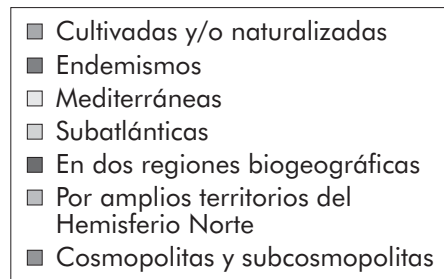 Cultivadas y/o naturalizadas
Endemismos
Mediterráneas
Subatlánticas
En dos regiones biogeográficas
Por amplios territorios del
Hemisferio Norte
Cosmopolitas y subcosmopolitas